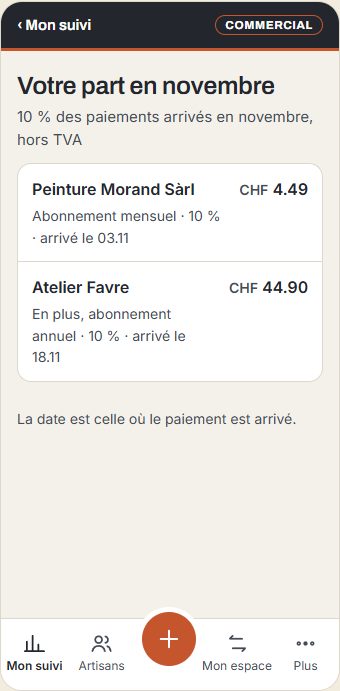 ‹ Mon suivi
COMMERCIAL
Votre part en novembre
10 % des paiements arrivés en novembre,
hors TVA
Peinture Morand Sàrl
CHF 4.49
Abonnement mensuel · 10 %
· arrivé le 03.11
Atelier Favre
CHF 44.90
En plus, abonnement
annuel · 10 % · arrivé le
18.11
La date est celle où le paiement est arrivé.
Mon suivi
Artisans
Mon espace
Plus